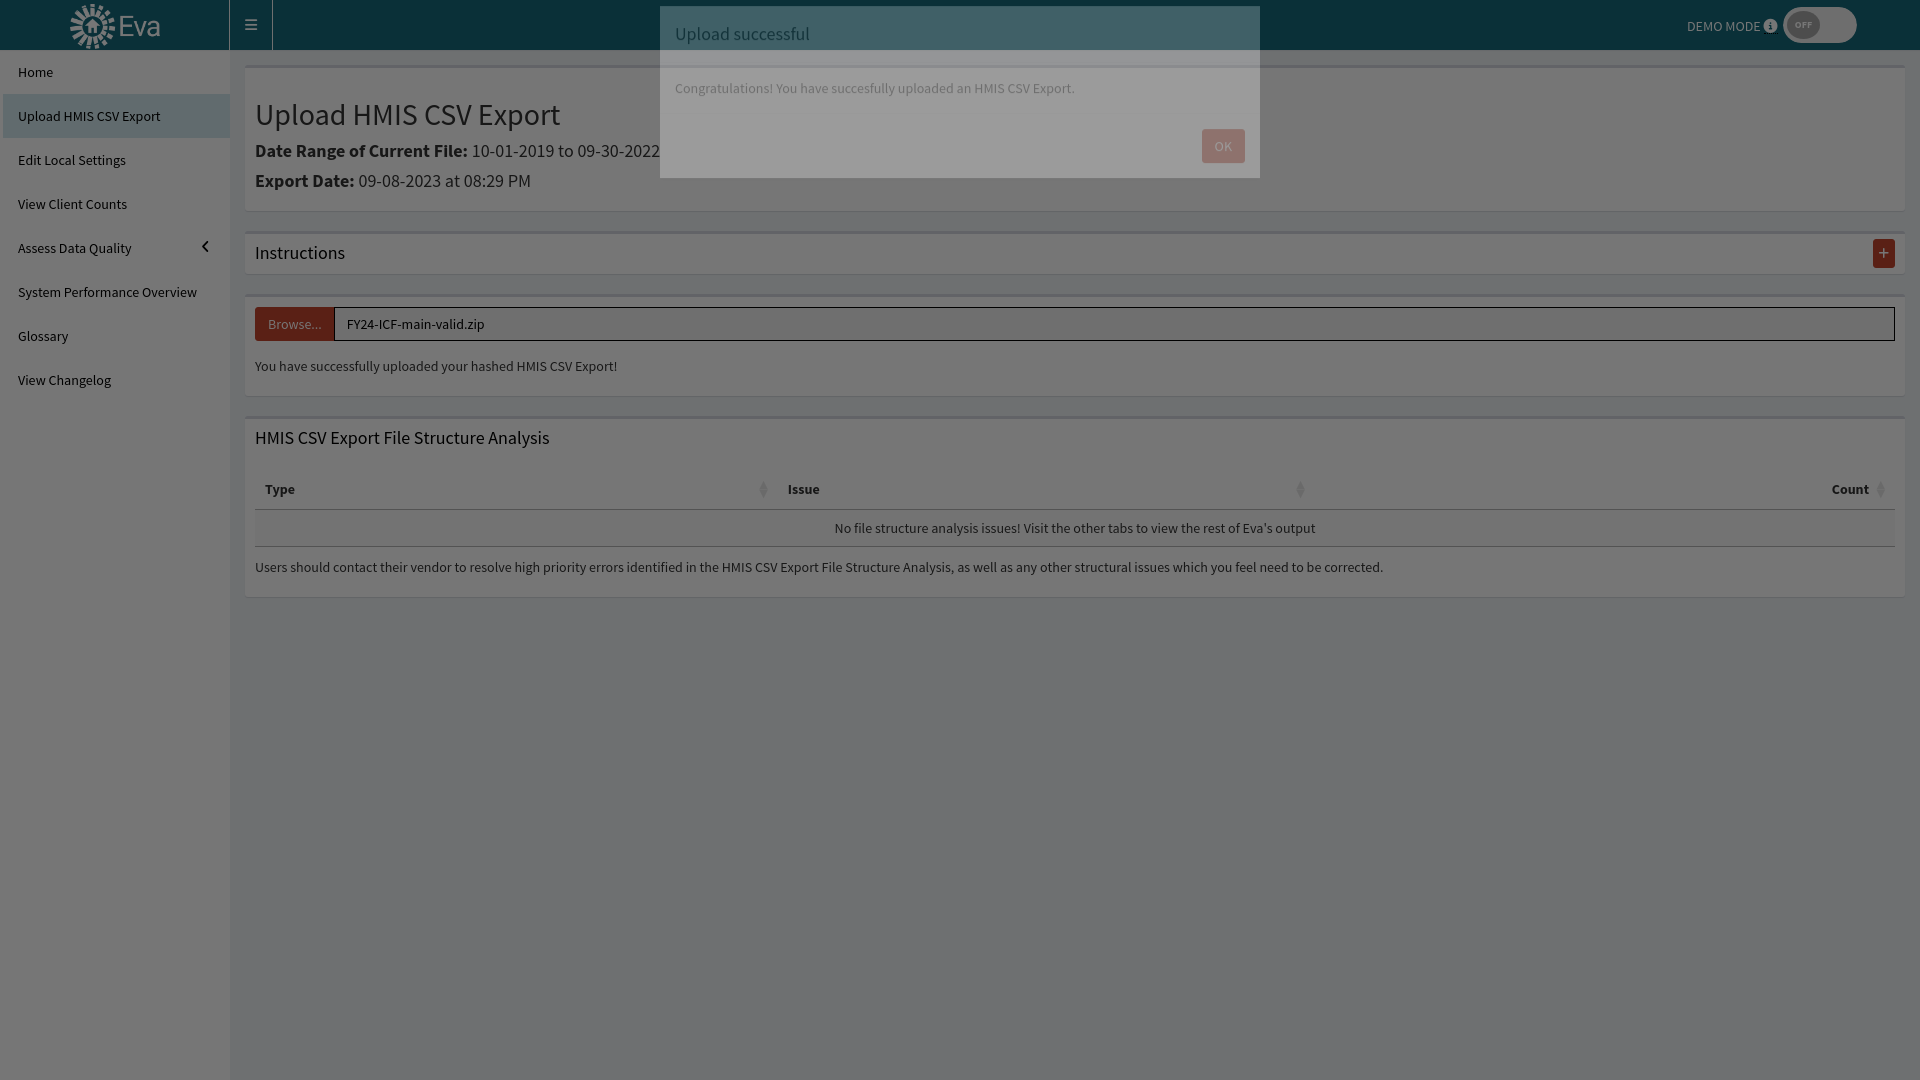 Eva
DEMO MODE
OFF
Upload successful
Congratulations! You have succesfully uploaded an HMIS CSV Export.
OK
Home
Upload HMIS CSV Export
Edit Local Settings
View Client Counts
Assess Data Quality
System Performance Overview
Glossary
View Changelog
Upload HMIS CSV Export
Date Range of Current File: 10-01-2019 to 09-30-2022
Export Date: 09-08-2023 at 08:29 PM
Instructions
+
Browse... FY24-ICF-main-valid.zip
You have successfully uploaded your hashed HMIS CSV Export!
HMIS CSV Export File Structure Analysis
Type Issue Count
No file structure analysis issues! Visit the other tabs to view the rest of Eva's output
Users should contact their vendor to resolve high priority errors identified in the HMIS CSV Export File Structure Analysis, as well as any other structural issues which you feel need to be corrected.